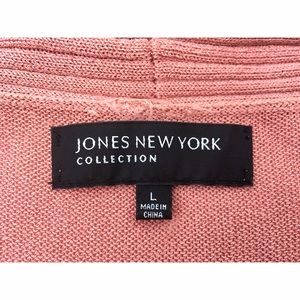 JONES NEW YORK
COLLECTION
L
MADE IN
CHINA